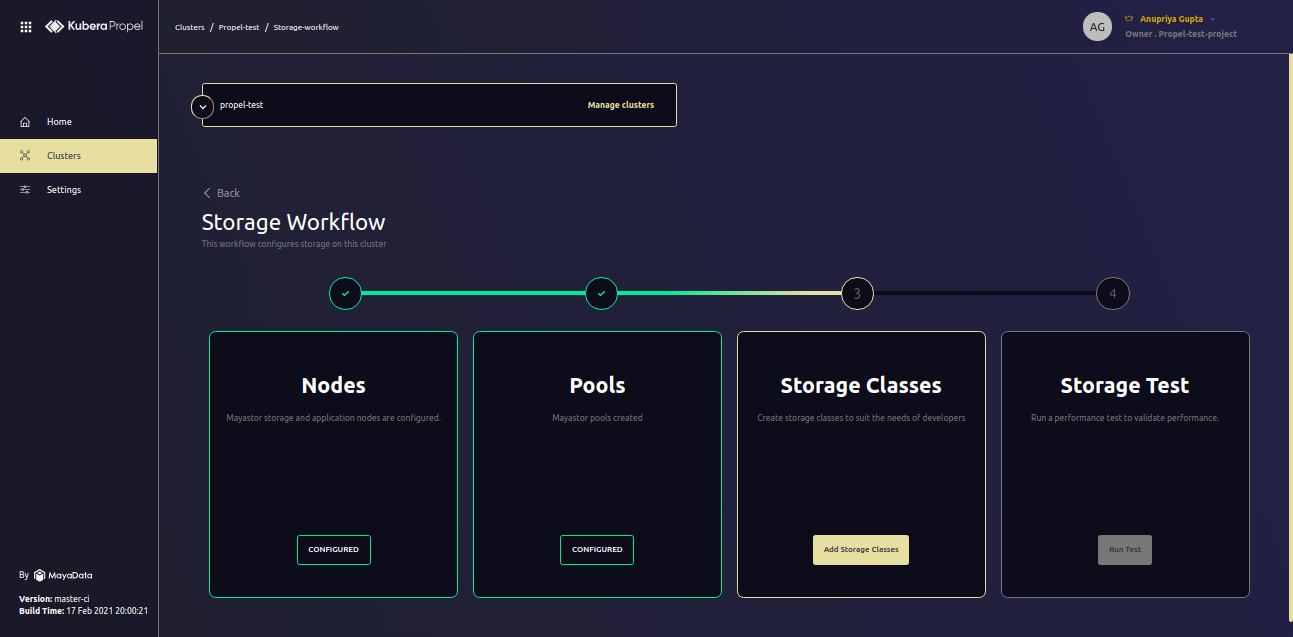 Kubera Propel
Clusters / Propel-test / Storage-workflow
AG
Anupriya Gupta
Owner . Propel-test-project
Home
Clusters
Settings
propel-test
Manage clusters
Back
Storage Workflow
This workflow configures storage on this cluster
3
4
Nodes
Mayastor storage and application nodes are configured.
CONFIGURED
Pools
Mayastor pools created
CONFIGURED
Storage Classes
Create storage classes to suit the needs of developers
Add Storage Classes
Storage Test
Run a performance test to validate performance.
Run Test
By MayaData
Version: master-ci
Build Time: 17 Feb 2021 20:00:21